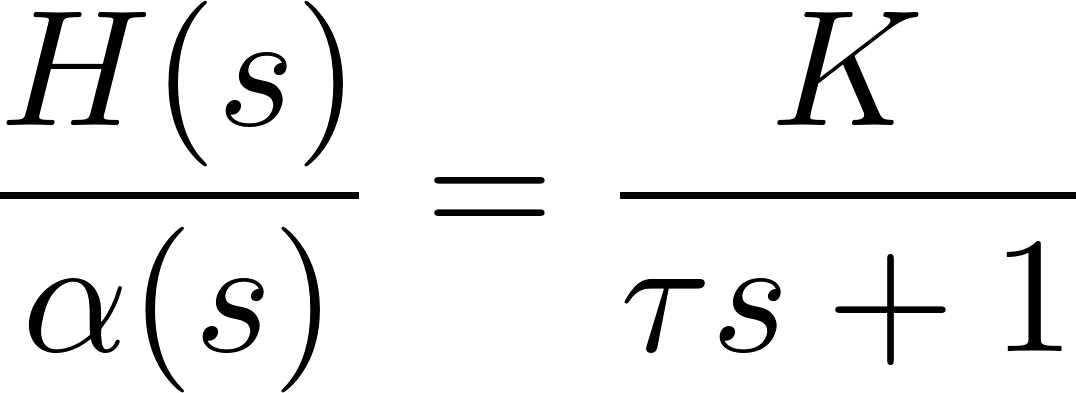 H(s)/α(s) = K/(τs + 1)